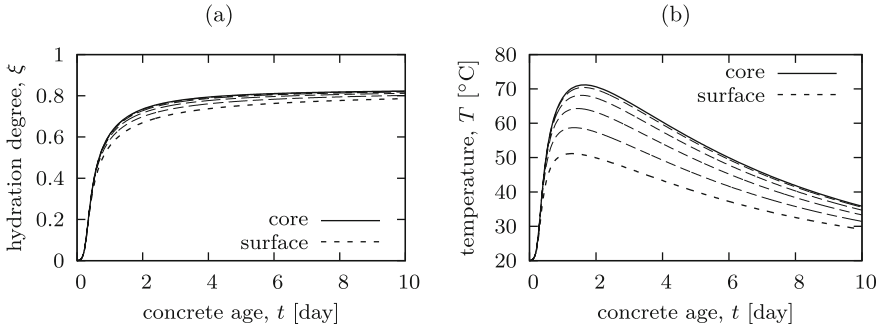 (a)
hydration degree, ξ
1
0.8
0.6
0.4
0.2
0
core
surface
0 2 4 6 8 10
concrete age, t [day]
(b)
temperature, T [°C]
80
70
60
50
40
30
20
core
surface
0 2 4 6 8 10
concrete age, t [day]